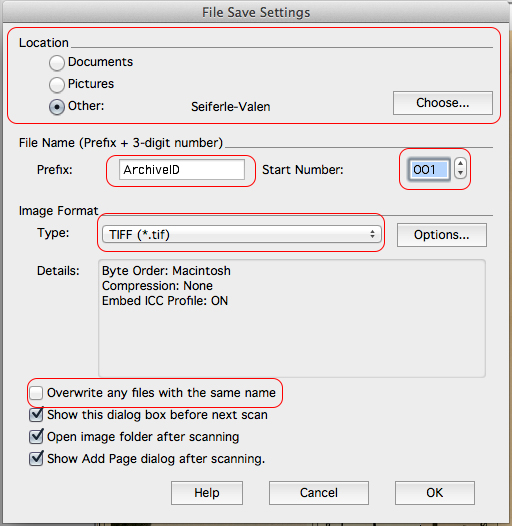 File Save Settings
Location
Documents
Pictures
Other: Seiferle-Valen Choose...
File Name (Prefix + 3-digit number)
Prefix: ArchiveID Start Number: 001
Image Format
Type: TIFF (*.tif) Options...
Details: Byte Order: Macintosh
Compression: None
Embed ICC Profile: ON
Overwrite any files with the same name
Show this dialog box before next scan
Open image folder after scanning
Show Add Page dialog after scanning.
Help Cancel OK